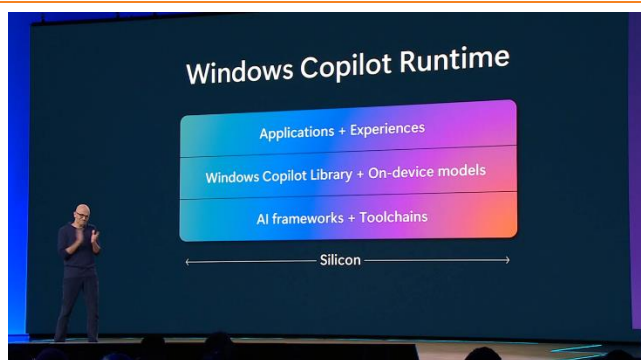 Windows Copilot Runtime
Applications + Experiences
Windows Copilot Library + On-device models
AI frameworks + Toolchains
Silicon